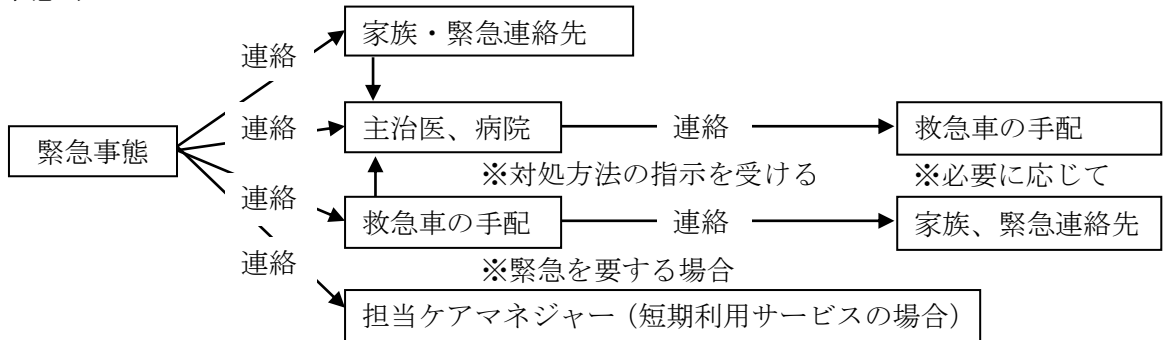 家族・緊急連絡先
連絡
連絡
主治医、病院
連絡
救急車の手配
緊急事態
※対処方法の指示を受ける
※必要に応じて
連絡
救急車の手配
連絡
家族、緊急連絡先
連絡
※緊急を要する場合
担当ケアマネジャー（短期利用サービスの場合）